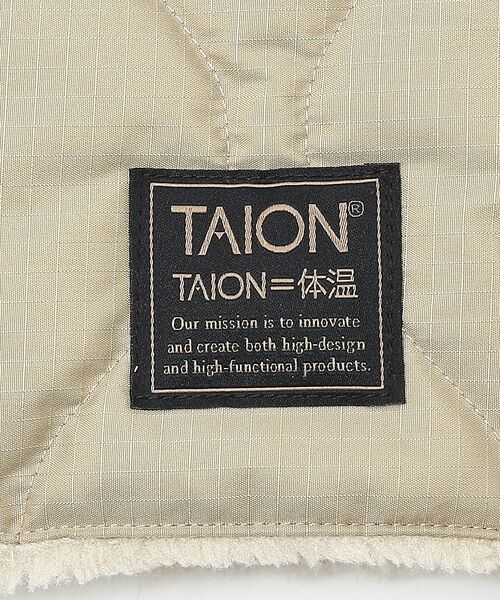 TAION®
TAION=体温
Our mission is to innovate
and create both high-design
and high-functional products.